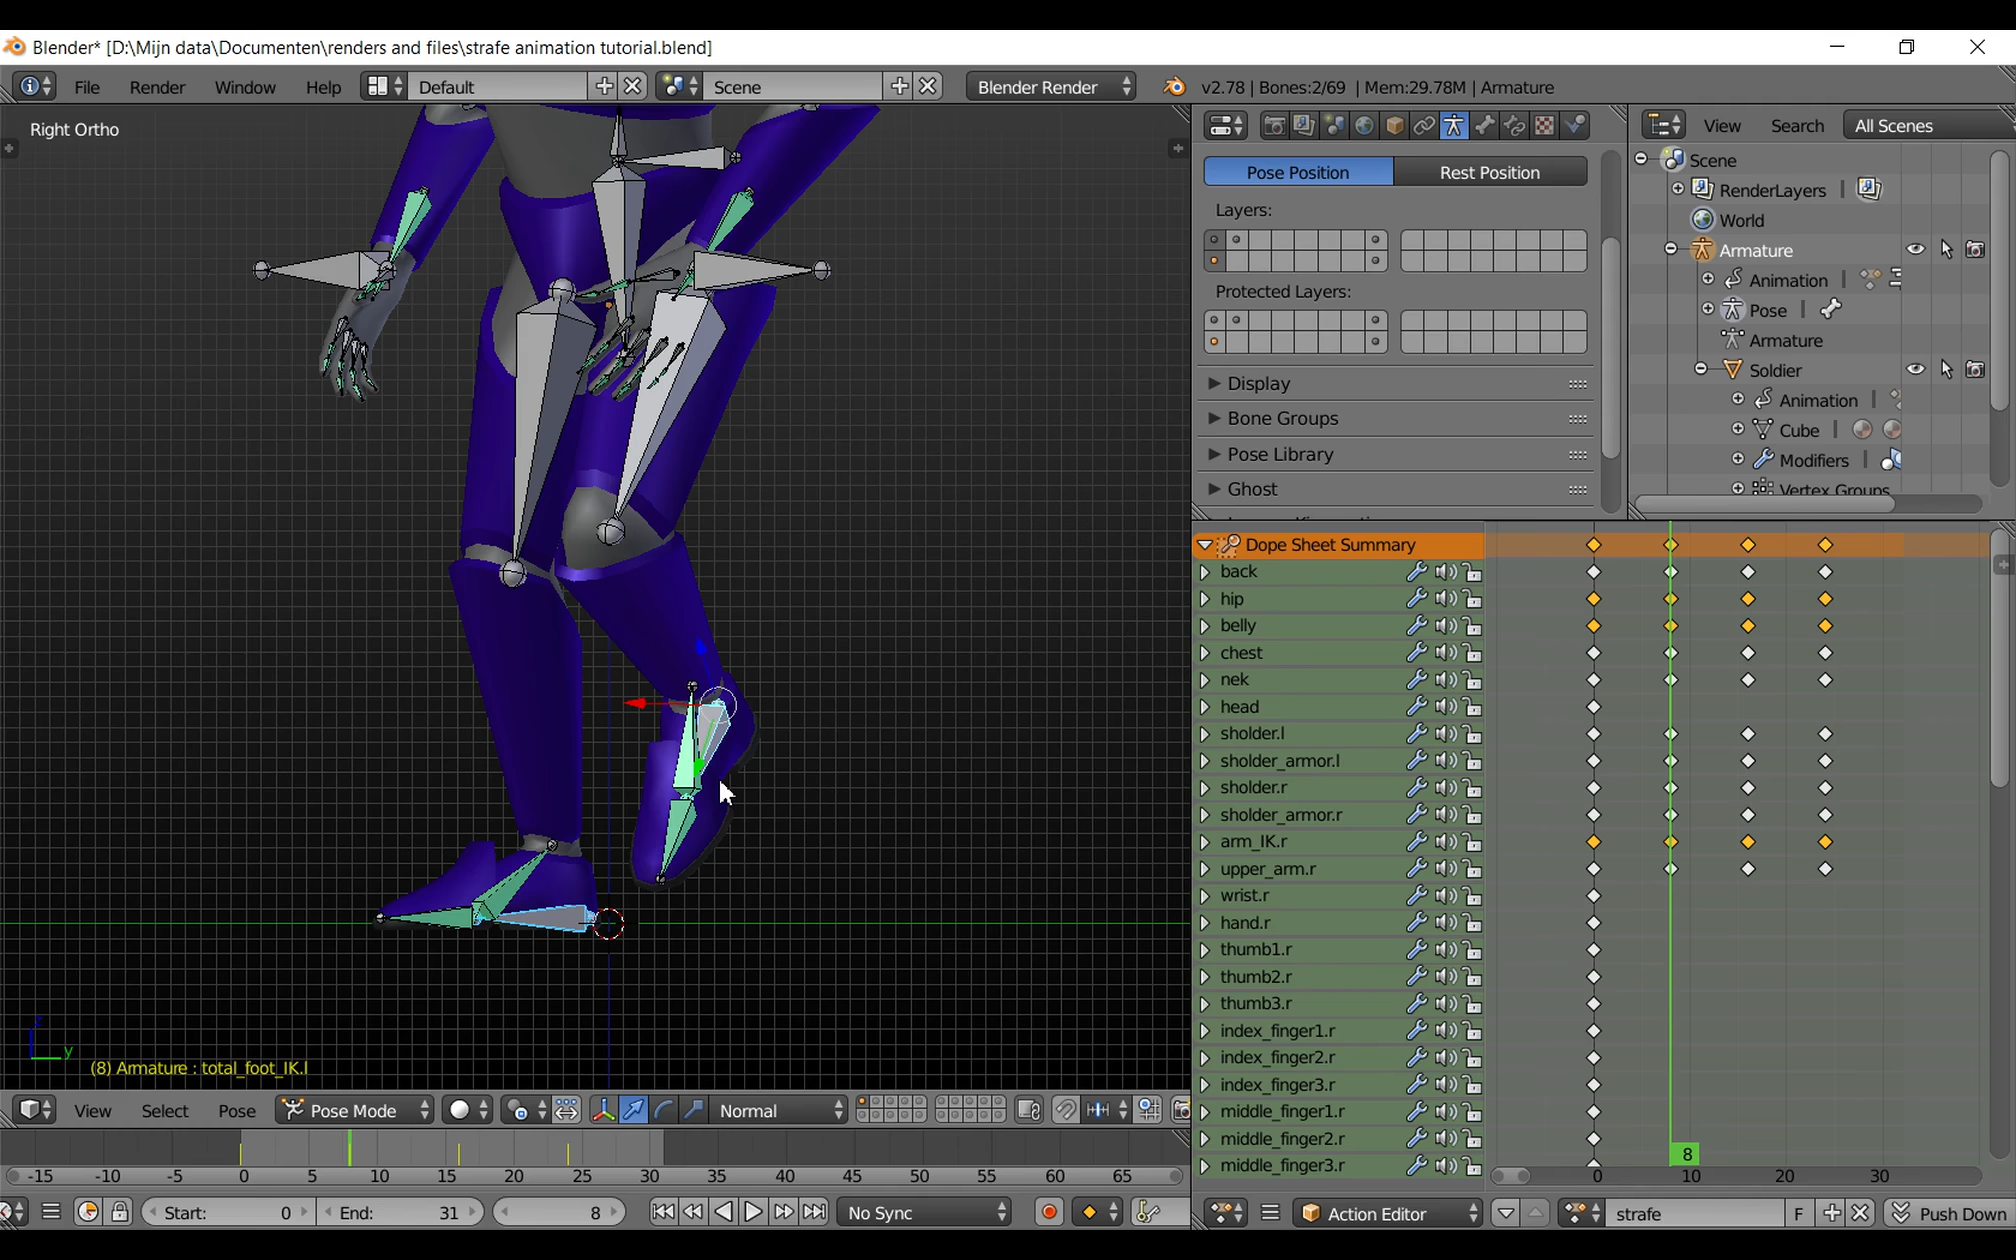 Blender* [D:\Mijn data\Documenten\renders and files\strafe animation tutorial.blend]
File Render Window Help Default Scene Blender Render v2.78 | Bones:2/69 | Mem:29.78M | Armature
Right Ortho
View Search All Scenes
Pose Position Rest Position
Layers:
Protected Layers:
Display
Bone Groups
Pose Library
Ghost
Scene
RenderLayers
World
Armature
Animation
Pose
Armature
Soldier
Animation
Cube
Modifiers
Vertex Groups
Dope Sheet Summary
back
hip
belly
chest
nek
head
sholder.l
sholder_armor.l
sholder.r
sholder_armor.r
arm_IK.r
upper_arm.r
wrist.r
hand.r
thumb1.r
thumb2.r
thumb3.r
index_finger1.r
index_finger2.r
index_finger3.r
middle_finger1.r
middle_finger2.r
middle_finger3.r
8
0 10 20 30
z
y
(8) Armature : total_foot_IK.l
View Select Pose Pose Mode Normal
-15 -10 -5 0 5 10 15 20 25 30 35 40 45 50 55 60 65
Start: 0 End: 31 8 No Sync
Action Editor strafe F Push Down